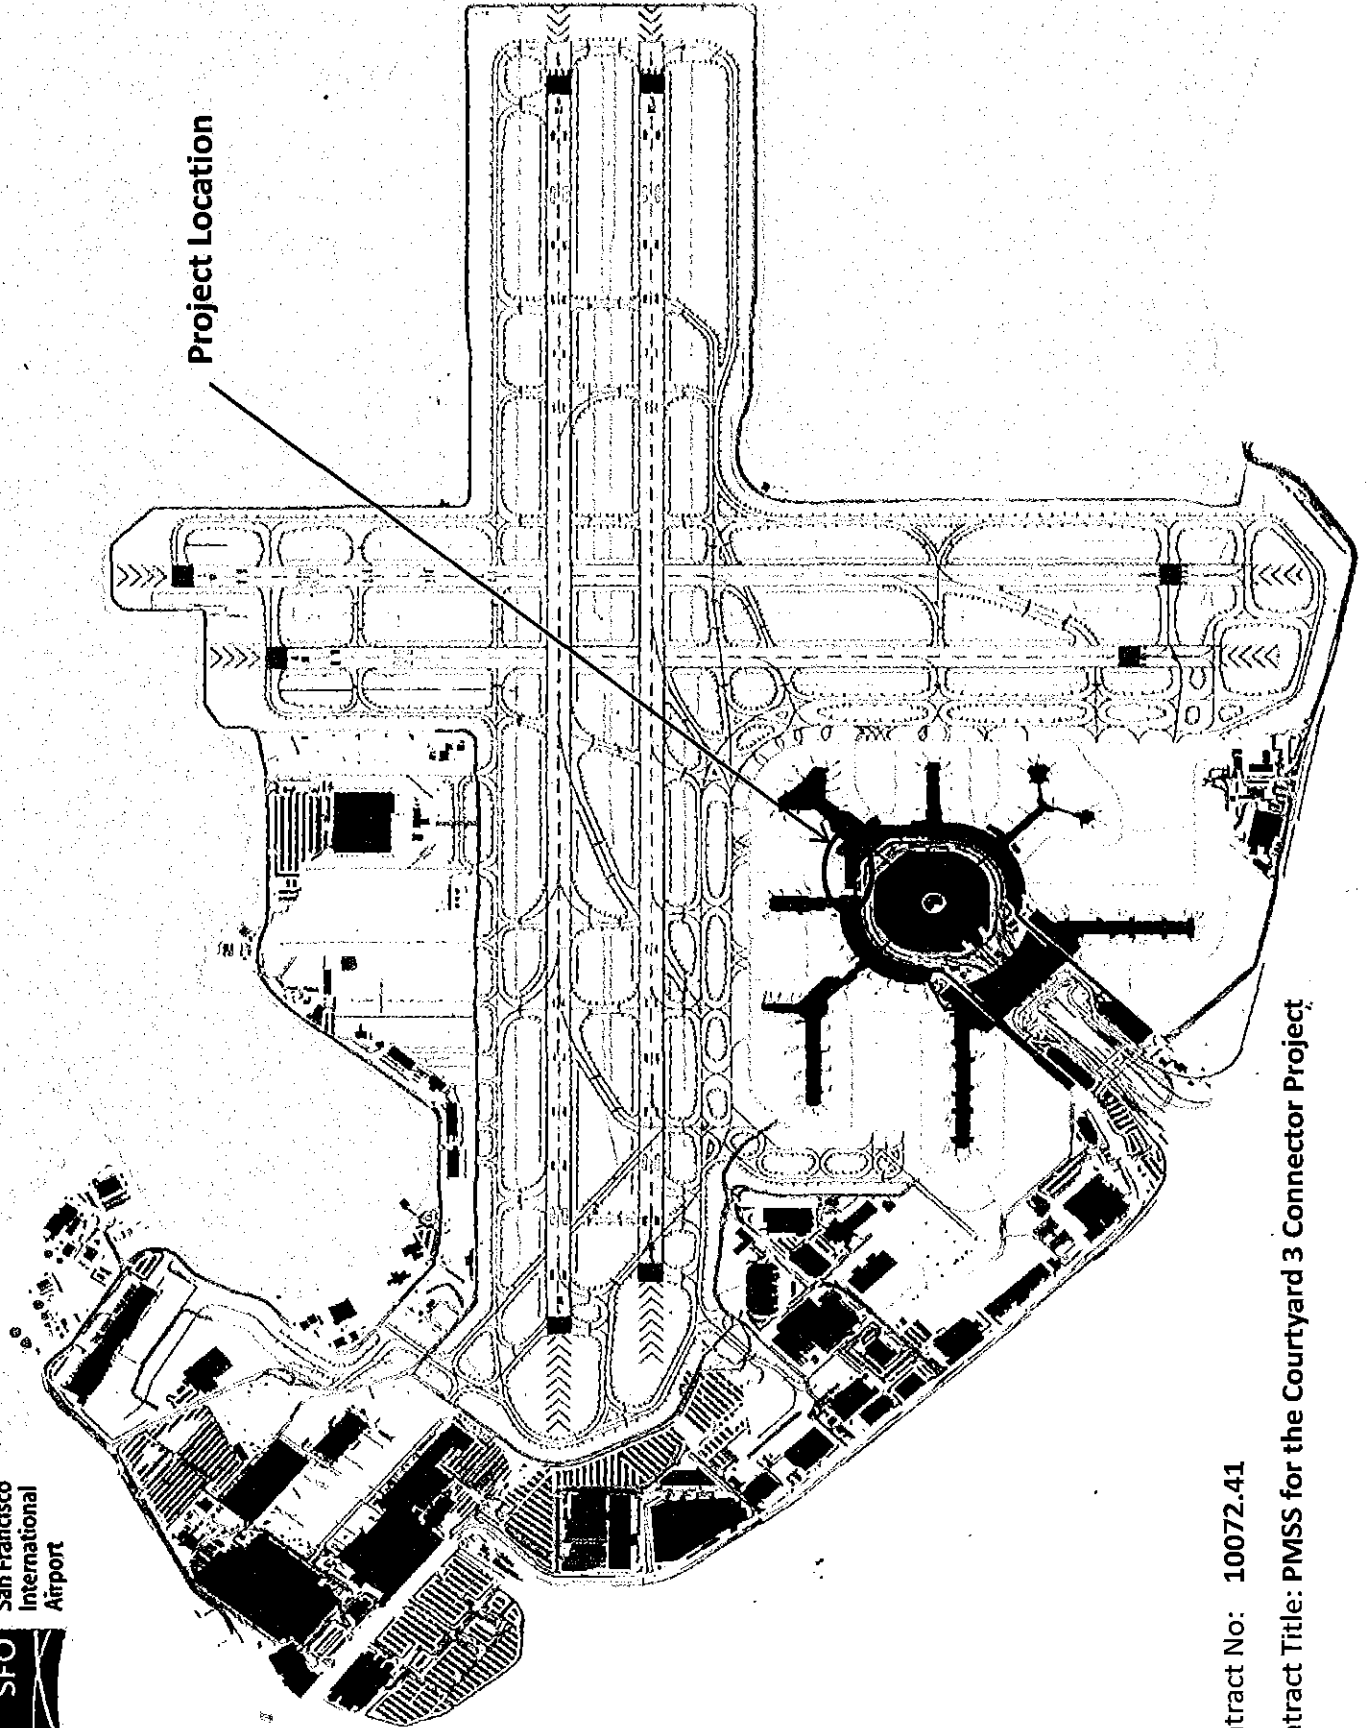 SFO
San Francisco
International
Airport
Project Location
tract No: 10072.41
tract Title: PMSS for the Courtyard 3 Connector Project